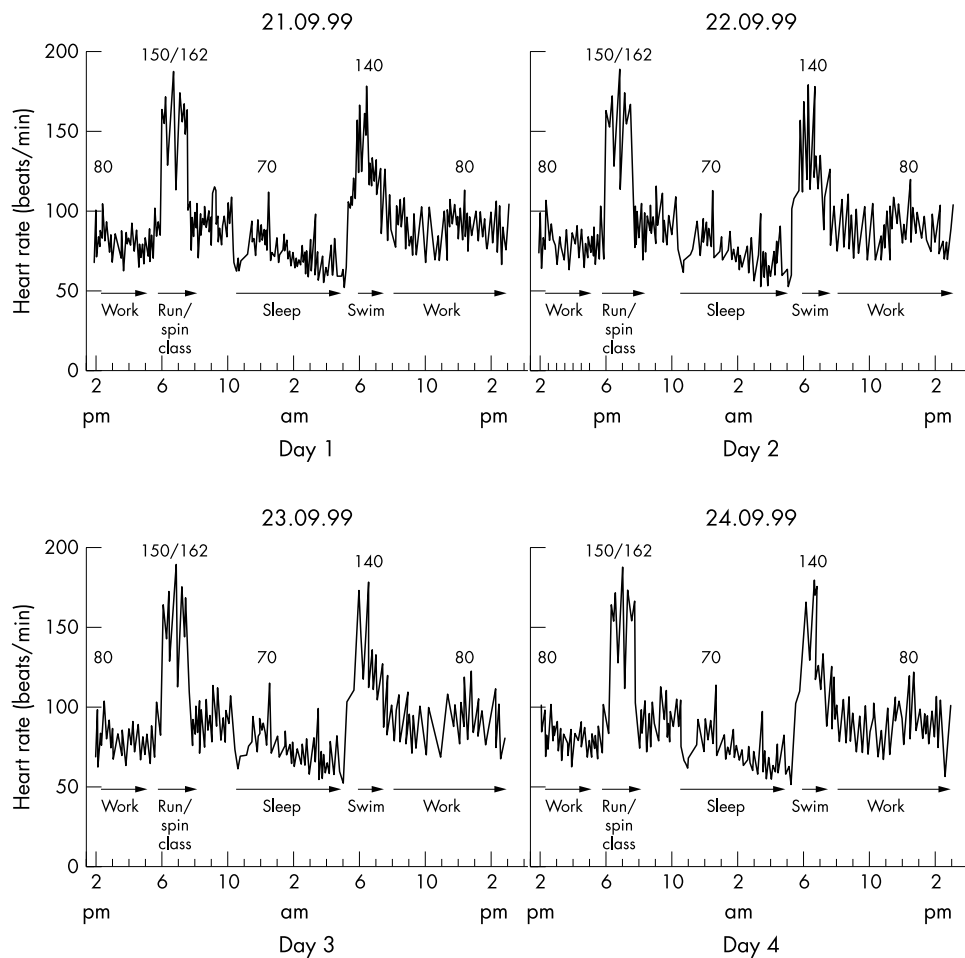 21.09.99
Heart rate (beats/min)
200
150
100
50
0
150/162
140
80
70
80
Work
Run/
spin
class
Sleep
Swim
Work
2 6 10 2 6 10 2
pm am pm
Day 1
22.09.99
150/162
140
80
70
80
Work
Run/
spin
class
Sleep
Swim
Work
2 6 10 2 6 10 2
pm am pm
Day 2
23.09.99
Heart rate (beats/min)
200
150
100
50
0
150/162
140
80
70
80
Work
Run/
spin
class
Sleep
Swim
Work
2 6 10 2 6 10 2
pm am pm
Day 3
24.09.99
150/162
140
80
70
80
Work
Run/
spin
class
Sleep
Swim
Work
2 6 10 2 6 10 2
pm am pm
Day 4